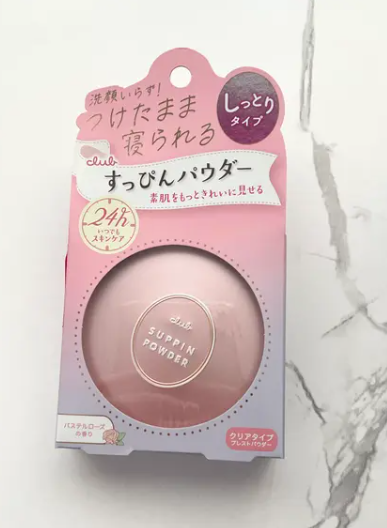 洗顔いらず!
つけたまま
寝られる
しっとり
タイプ
club
すっぴんパウダー
素肌をもっときれいに見せる
24h
いつでも
スキンケア
club
SUPPIN
POWDER
パステルローズ
の香り
クリアタイプ
プレストパウダー